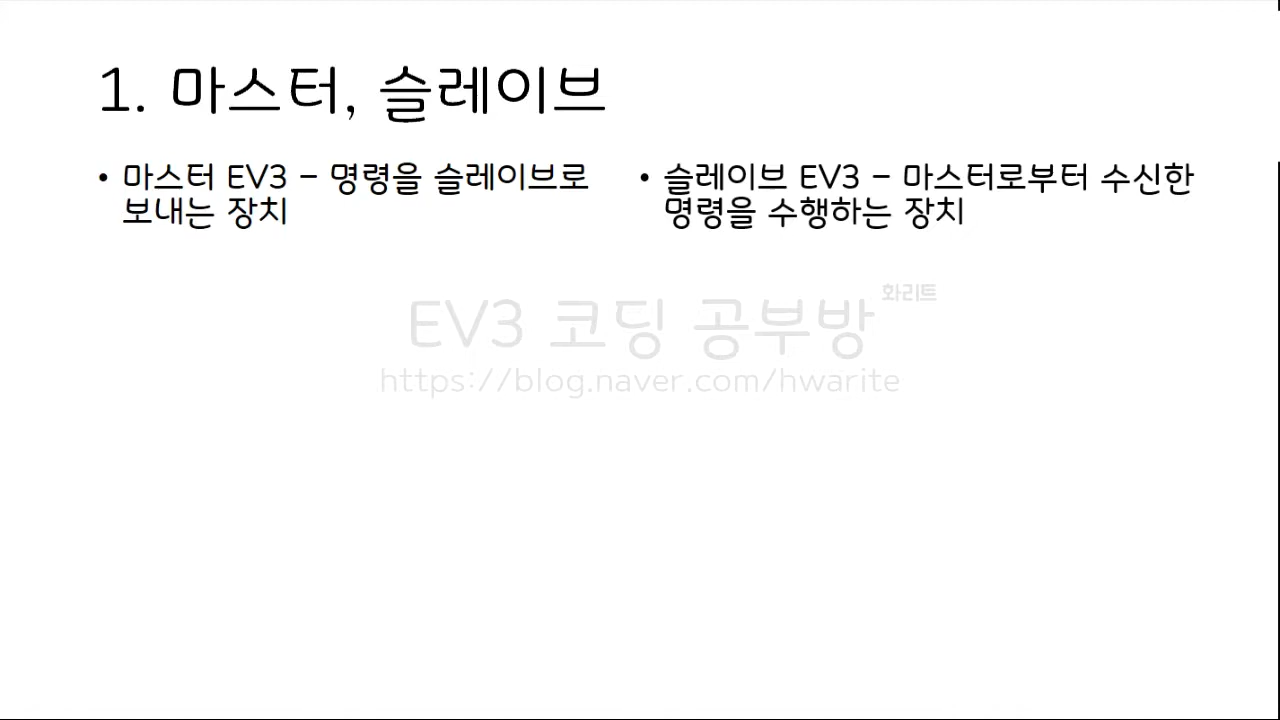 1. 마스터, 슬레이브
• 마스터 EV3 – 명령을 슬레이브로
보내는 장치
• 슬레이브 EV3 – 마스터로부터 수신한
명령을 수행하는 장치
EV3 코딩 공부방 화리트
https://blog.naver.com/hwarite